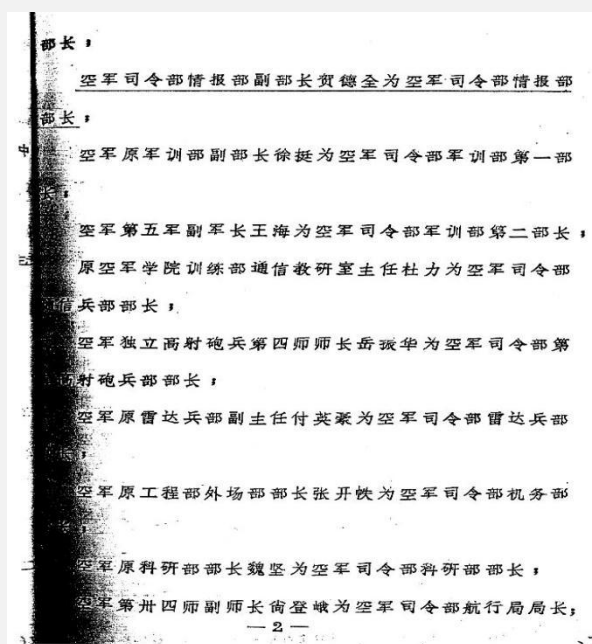 部长；
空军司令部情报部副部长贺德全为空军司令部情报部
部长；
空军原军训部副部长徐挺为空军司令部军训部第一部
长；
空军第五军副军长王海为空军司令部军训部第二部长；
原空军学院训练部通信教研室主任杜力为空军司令部
通信兵部部长；
空军独立高射砲兵第四师师长岳振华为空军司令部第
高射砲兵部部长；
空军原雷达兵部副主任付英豪为空军司令部雷达兵部
部长；
空军原工程部外场部部长张开帙为空军司令部机务部
部长；
空军原科研部部长魏坚为空军司令部科研部部长；
空军第卅四师副师长尚登峨为空军司令部航行局局长；
— 2 —